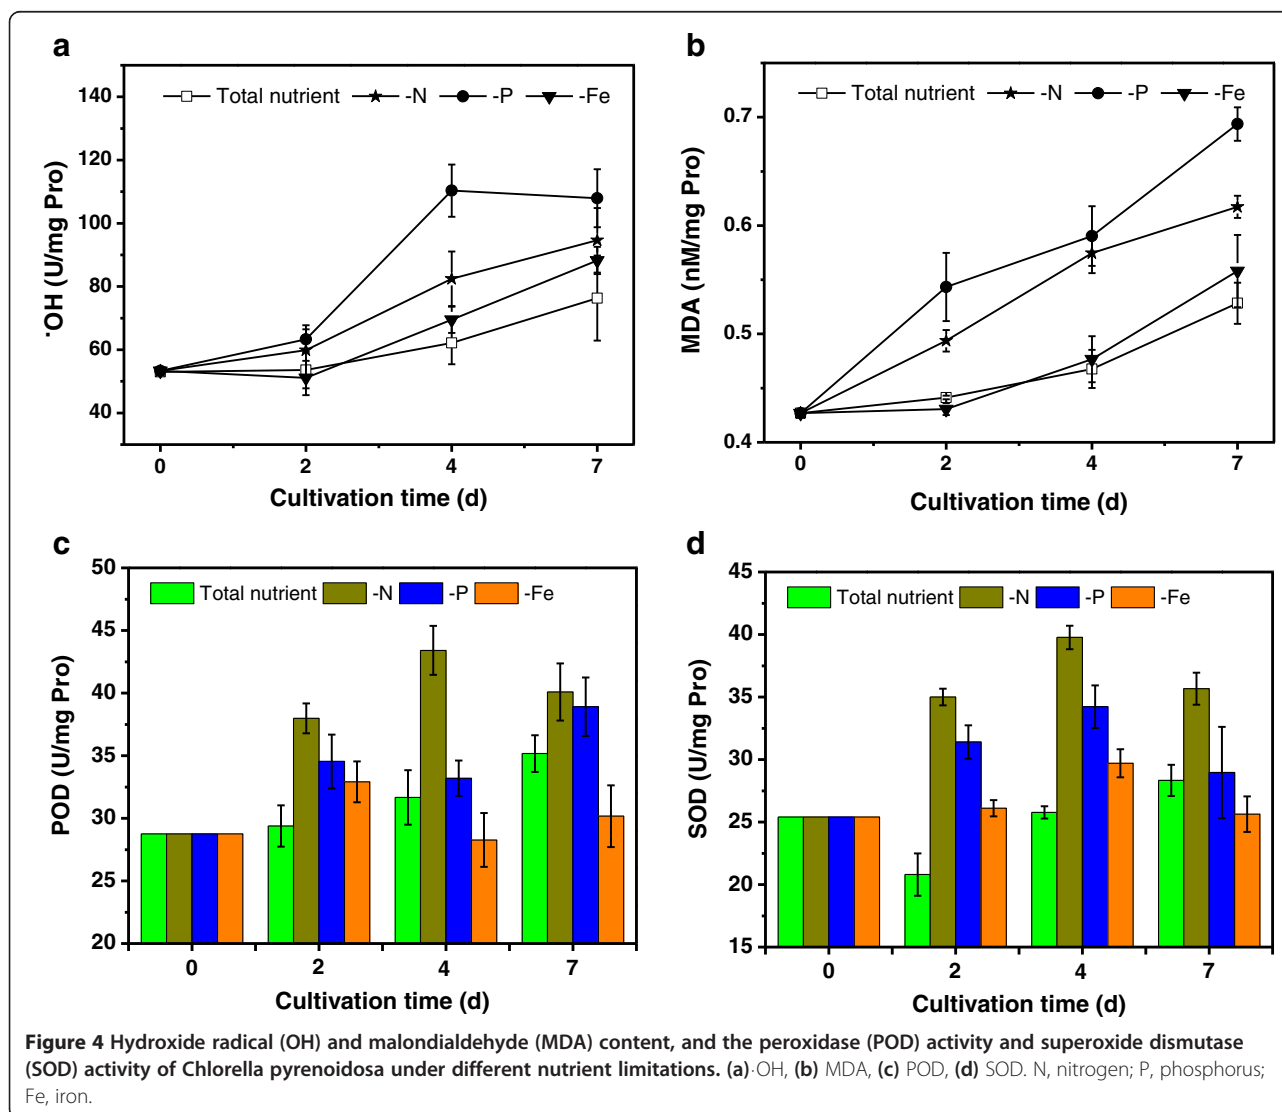 a
Total nutrient -N -P -Fe
140
120
100
80
60
40
·OH (U/mg Pro)
0 2 4 7
Cultivation time (d)
b
Total nutrient -N -P -Fe
0.7
0.6
0.5
0.4
MDA (nM/mg Pro)
0 2 4 7
Cultivation time (d)
c
Total nutrient -N -P -Fe
50
45
40
35
30
25
20
POD (U/mg Pro)
0 2 4 7
Cultivation time (d)
d
Total nutrient -N -P -Fe
45
40
35
30
25
20
15
SOD (U/mg Pro)
0 2 4 7
Cultivation time (d)
Figure 4 Hydroxide radical (OH) and malondialdehyde (MDA) content, and the peroxidase (POD) activity and superoxide dismutase
(SOD) activity of Chlorella pyrenoidosa under different nutrient limitations. (a)·OH, (b) MDA, (c) POD, (d) SOD. N, nitrogen; P, phosphorus;
Fe, iron.